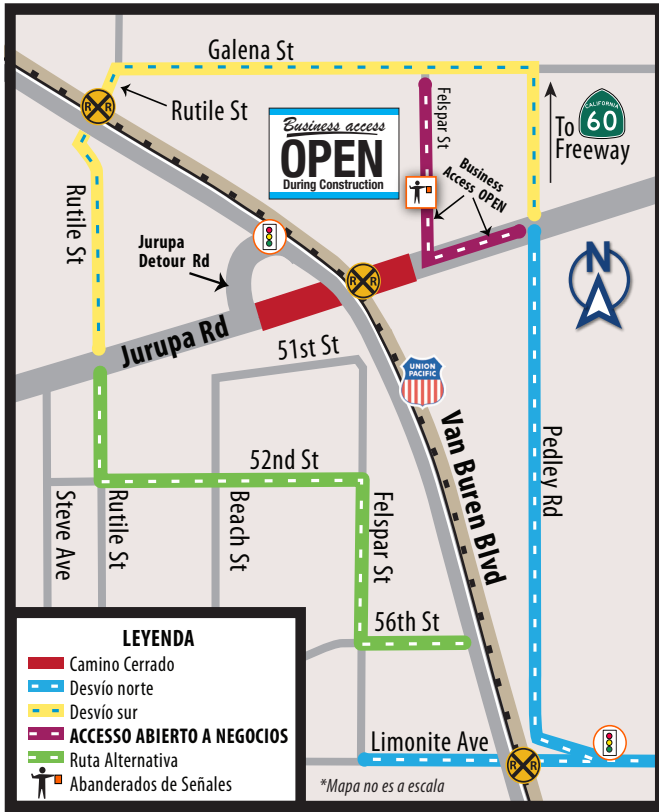 Galena St
Rutile St
CALIFORNIA
60
To
Freeway
Felspar St
Business access
OPEN
During Construction
Business
Access OPEN
R R
Rutile St
Jurupa
Detour Rd
N
R R
Jurupa Rd
51st St
UNION
PACIFIC
Van Buren Blvd
Pedley Rd
52nd St
Steve Ave
Rutile St
Beach St
Felspar St
56th St
Limonite Ave
R R
*Mapa no es a escala
LEYENDA
Camino Cerrado
Desvío norte
Desvío sur
ACCESSO ABIERTO A NEGOCIOS
Ruta Alternativa
Abanderados de Señales